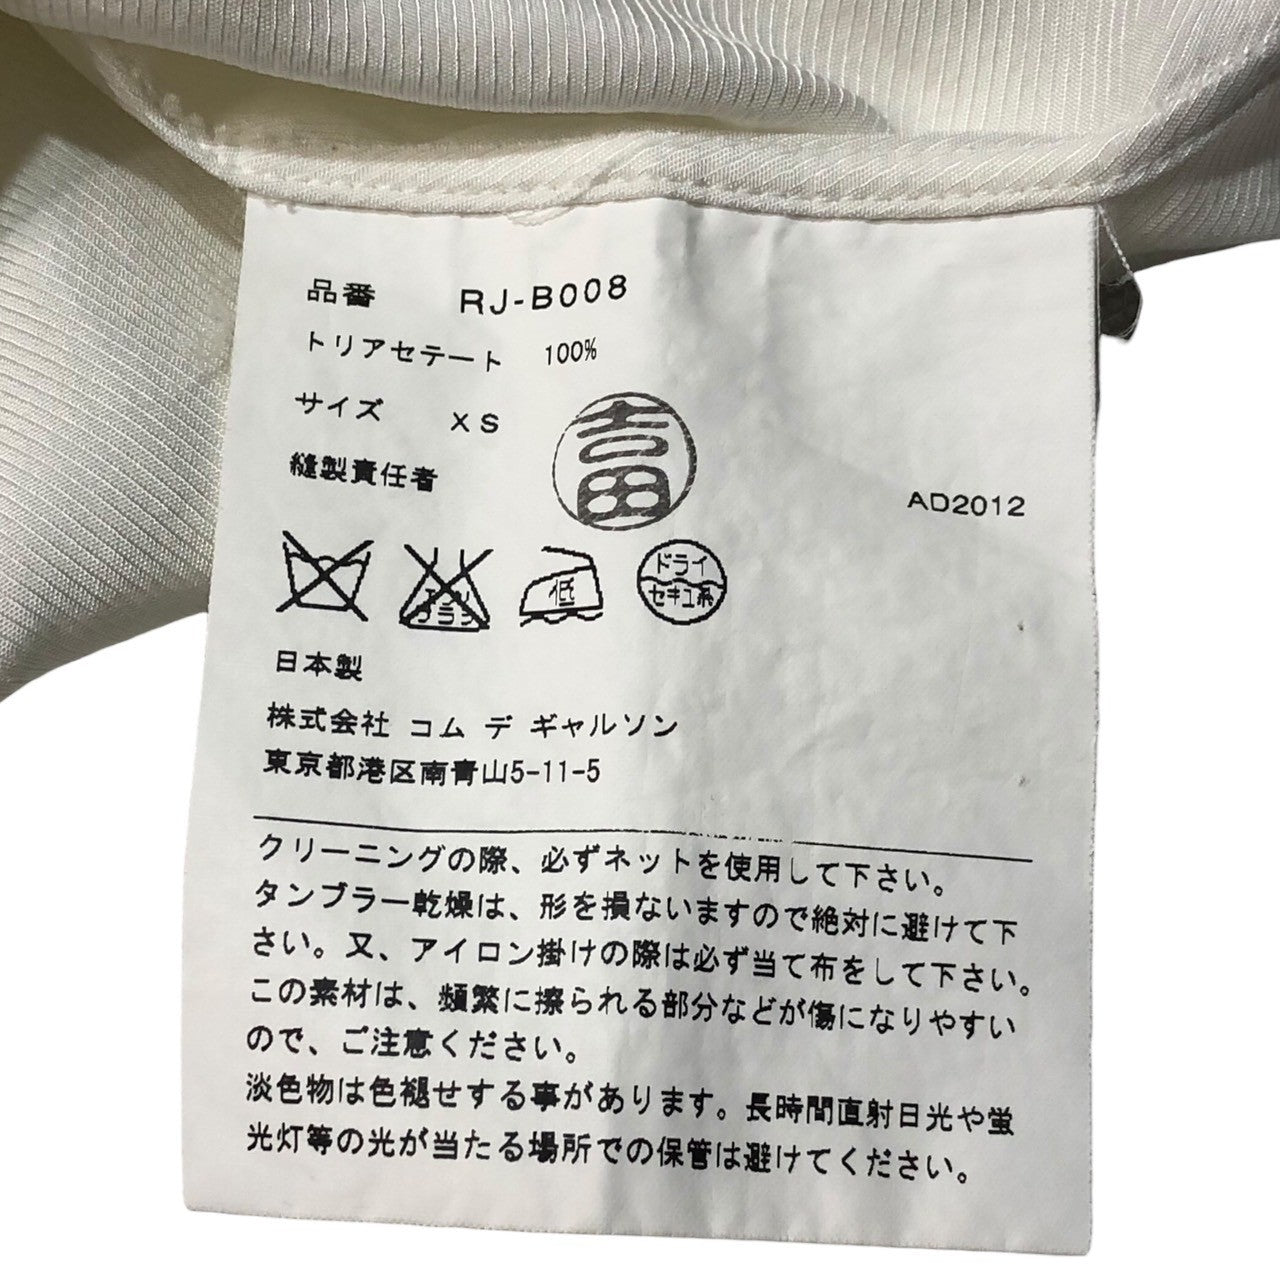 品番 RJ-B008
トリアセテート 100%
サイズ XS
縫製責任者 吉田
AD2012
エンソ
サラシ
低
ドライ
セキユ系
日本製
株式会社 コム デ ギャルソン
東京都港区南青山5-11-5
クリーニングの際、必ずネットを使用して下さい。
タンブラー乾燥は、形を損ないますので絶対に避けて下
さい。又、アイロン掛けの際は必ず当て布をして下さい。
この素材は、頻繁に擦られる部分などが傷になりやすい
ので、ご注意ください。
淡色物は色褪せする事があります。長時間直射日光や蛍
光灯等の光が当たる場所での保管は避けてください。